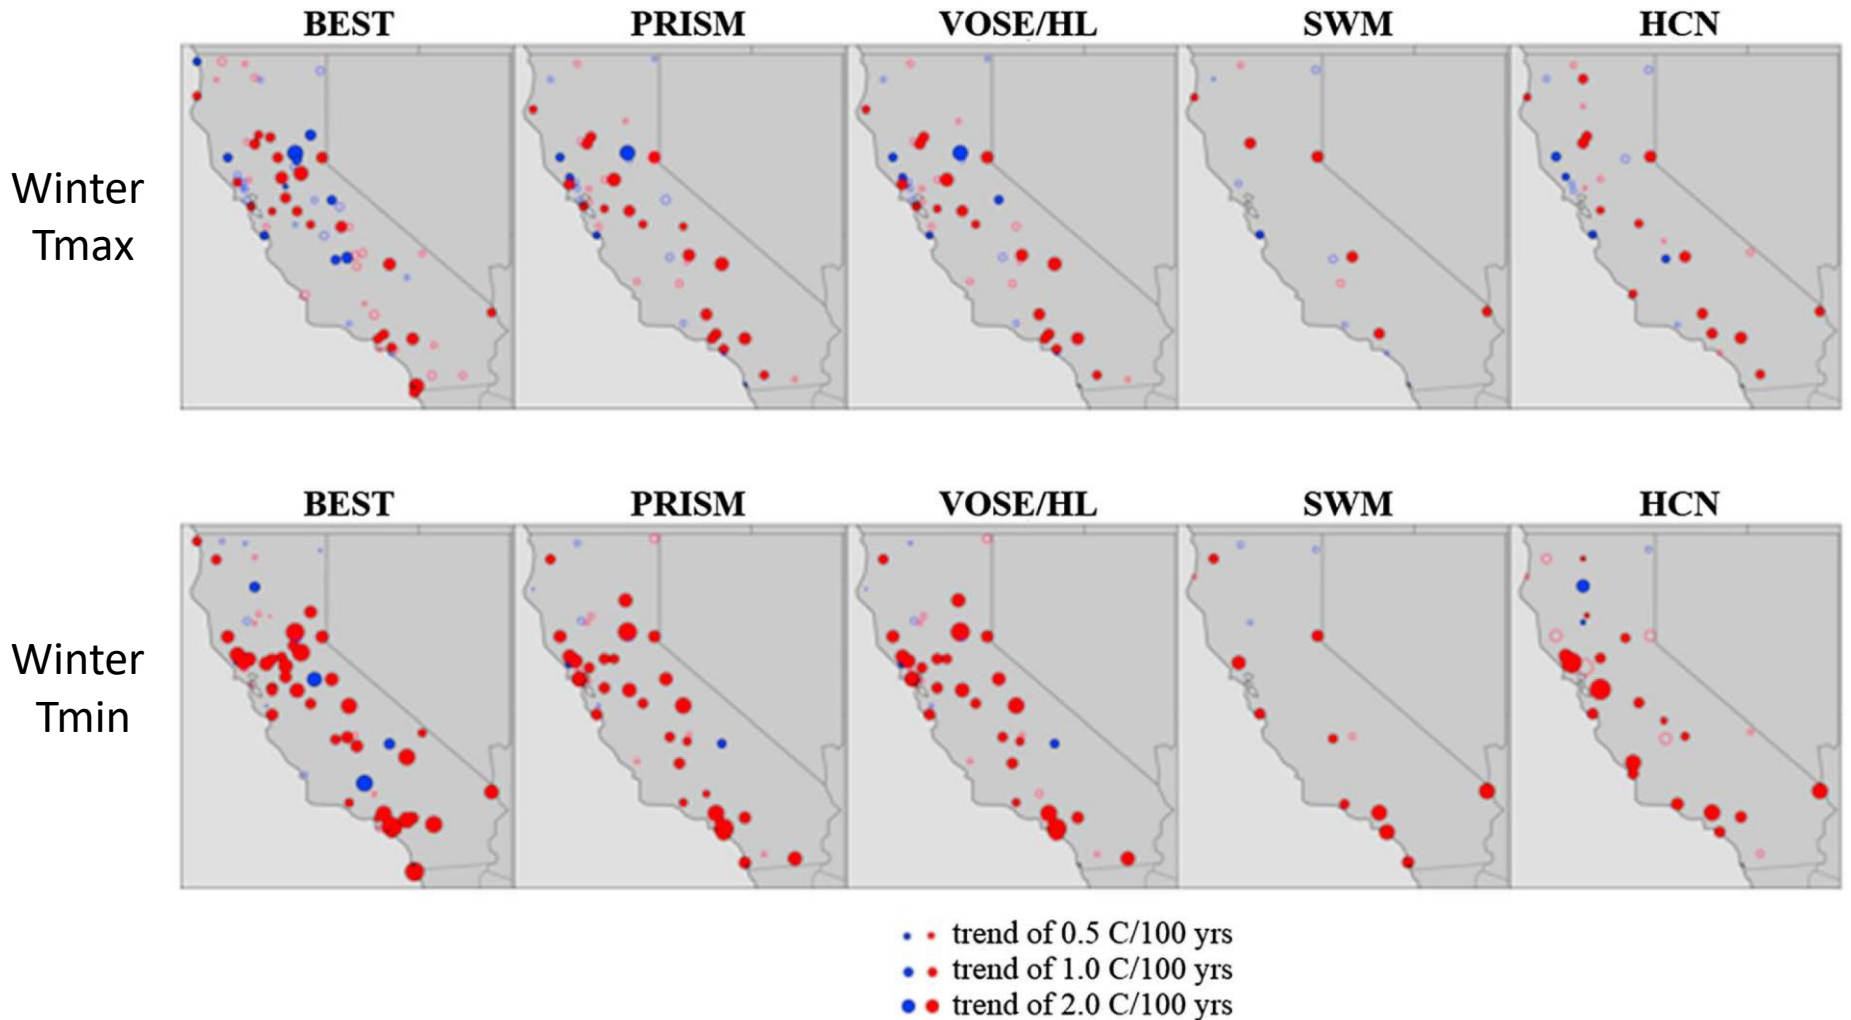 BEST PRISM VOSE/HL SWM HCN
Winter
Tmax
BEST PRISM VOSE/HL SWM HCN
Winter
Tmin
trend of 0.5 C/100 yrs
trend of 1.0 C/100 yrs
trend of 2.0 C/100 yrs